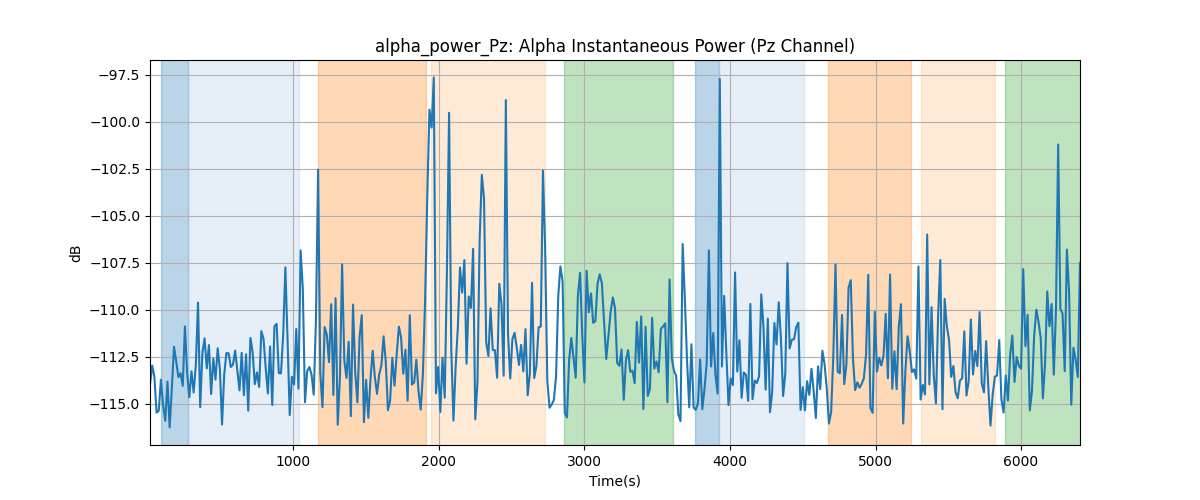 alpha_power_Pz: Alpha Instantaneous Power (Pz Channel)
−97.5
−100.0
−102.5
−105.0
−107.5
−110.0
−112.5
−115.0
dB
1000 2000 3000 4000 5000 6000
Time(s)